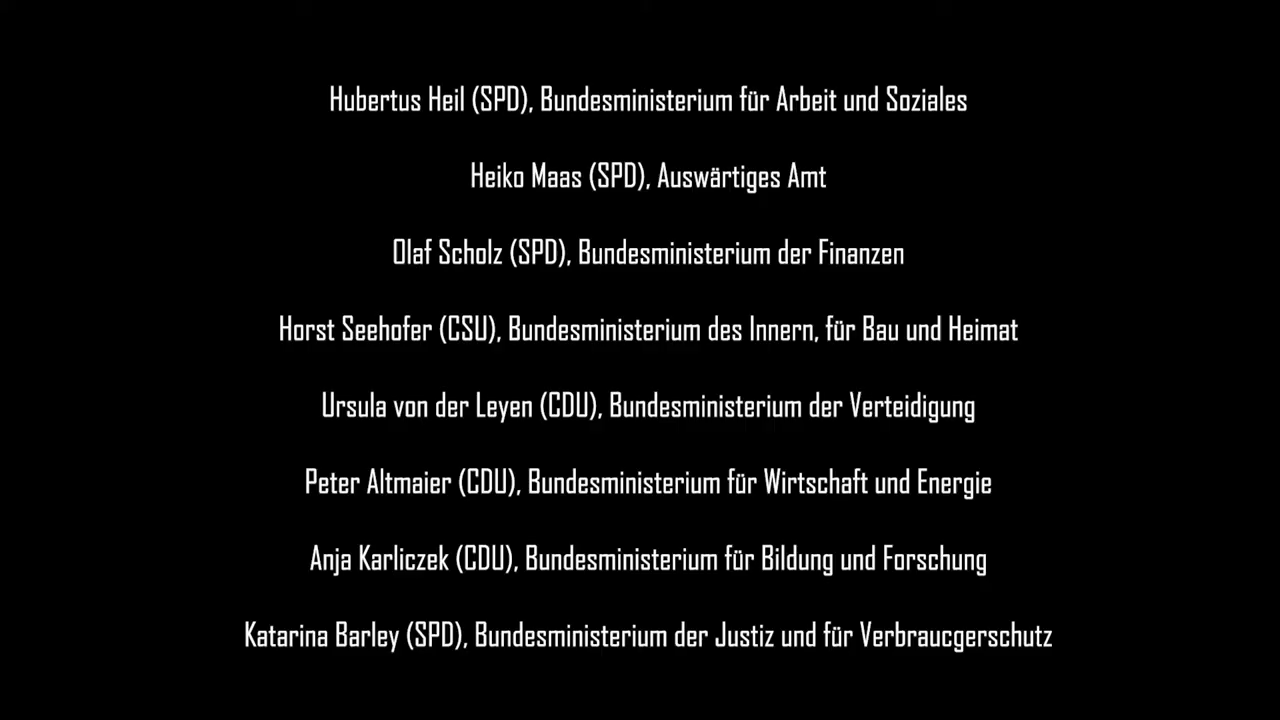 Hubertus Heil (SPD), Bundesministerium für Arbeit und Soziales
Heiko Maas (SPD), Auswärtiges Amt
Olaf Scholz (SPD), Bundesministerium der Finanzen
Horst Seehofer (CSU), Bundesministerium des Innern, für Bau und Heimat
Ursula von der Leyen (CDU), Bundesministerium der Verteidigung
Peter Altmaier (CDU), Bundesministerium für Wirtschaft und Energie
Anja Karliczek (CDU), Bundesministerium für Bildung und Forschung
Katarina Barley (SPD), Bundesministerium der Justiz und für Verbraucgerschutz